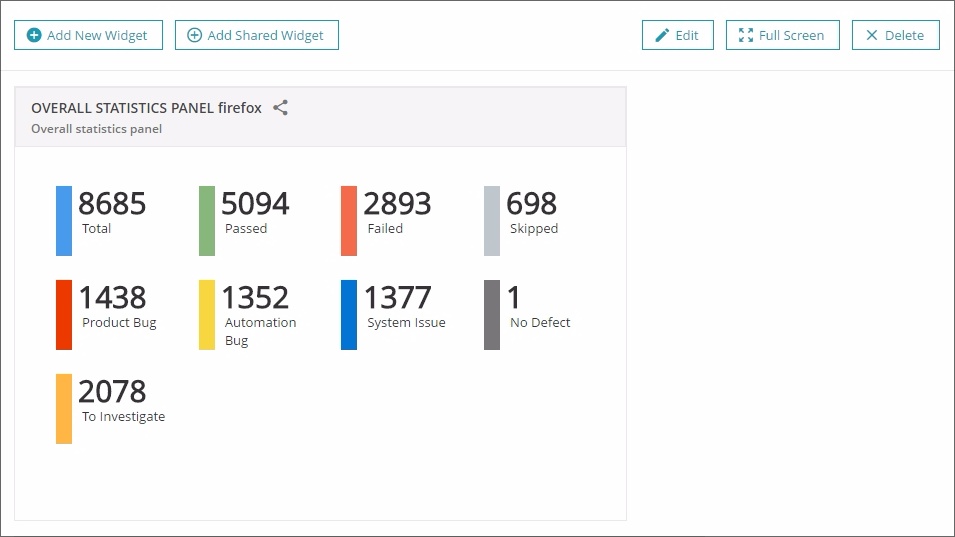 Add New Widget
Add Shared Widget
Edit
Full Screen
Delete
OVERALL STATISTICS PANEL firefox
Overall statistics panel
8685
Total
5094
Passed
2893
Failed
698
Skipped
1438
Product Bug
1352
Automation
Bug
1377
System Issue
1
No Defect
2078
To Investigate